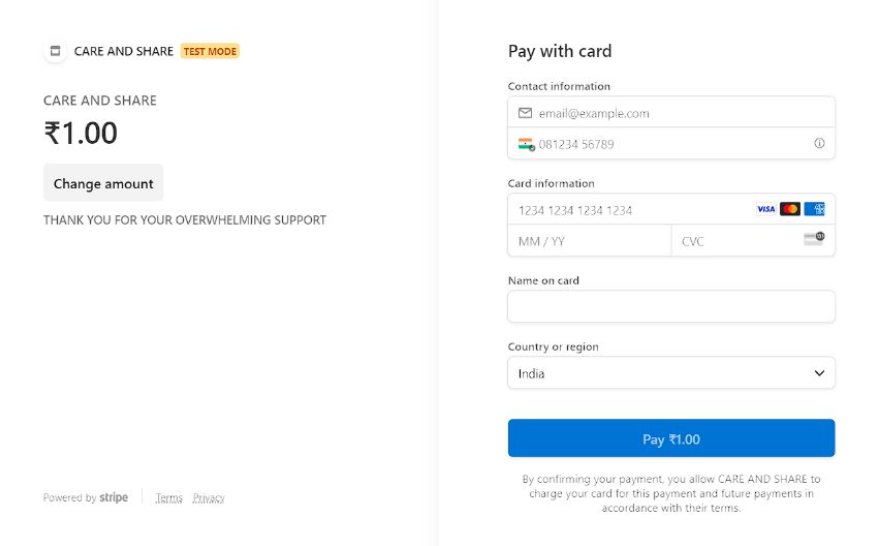 CARE AND SHARE TEST MODE
CARE AND SHARE
₹1.00
Change amount
THANK YOU FOR YOUR OVERWHELMING SUPPORT
Powered by stripe Terms Privacy
Pay with card
Contact information
email@example.com
081234 56789
Card information
1234 1234 1234 1234 VISA
MM / YY CVC
Name on card
Country or region
India
Pay ₹1.00
By confirming your payment, you allow CARE AND SHARE to
charge your card for this payment and future payments in
accordance with their terms.